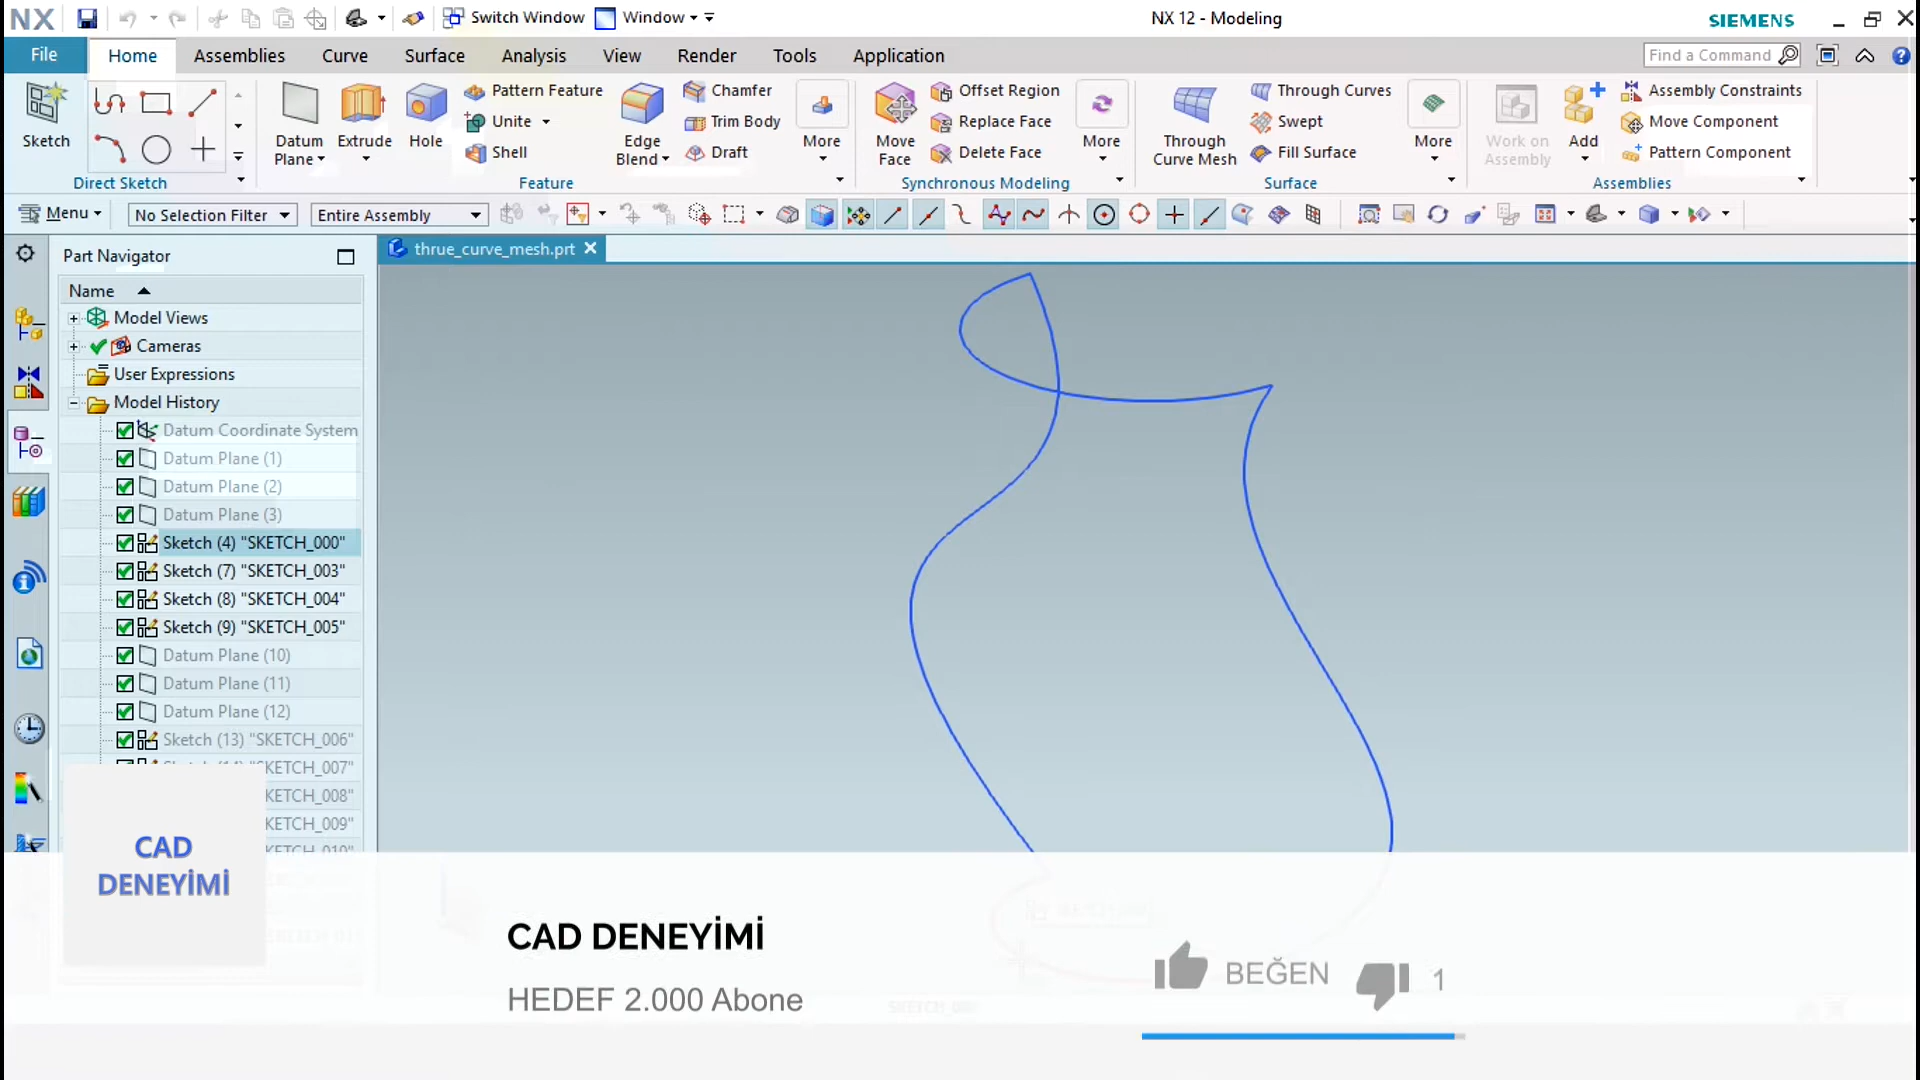 NX
Switch Window
Window
NX 12 - Modeling
SIEMENS
File
Home
Assemblies
Curve
Surface
Analysis
View
Render
Tools
Application
Find a Command
Sketch
Direct Sketch
Datum
Plane
Extrude
Hole
Pattern Feature
Unite
Shell
Edge
Blend
Chamfer
Trim Body
Draft
More
Feature
Move
Face
Offset Region
Replace Face
Delete Face
More
Synchronous Modeling
Through
Curve Mesh
Through Curves
Swept
Fill Surface
More
Surface
Work on
Assembly
Add
Assembly Constraints
Move Component
Pattern Component
Assemblies
Menu
No Selection Filter
Entire Assembly
Part Navigator
thrue_curve_mesh.prt
Name
Model Views
Cameras
User Expressions
Model History
Datum Coordinate System
Datum Plane (1)
Datum Plane (2)
Datum Plane (3)
Sketch (4) "SKETCH_000"
Sketch (7) "SKETCH_003"
Sketch (8) "SKETCH_004"
Sketch (9) "SKETCH_005"
Datum Plane (10)
Datum Plane (11)
Datum Plane (12)
Sketch (13) "SKETCH_006"
KETCH_007"
KETCH_008"
KETCH_009"
CAD
DENEYİMİ
CAD DENEYİMİ
HEDEF 2.000 Abone
BEĞEN
1